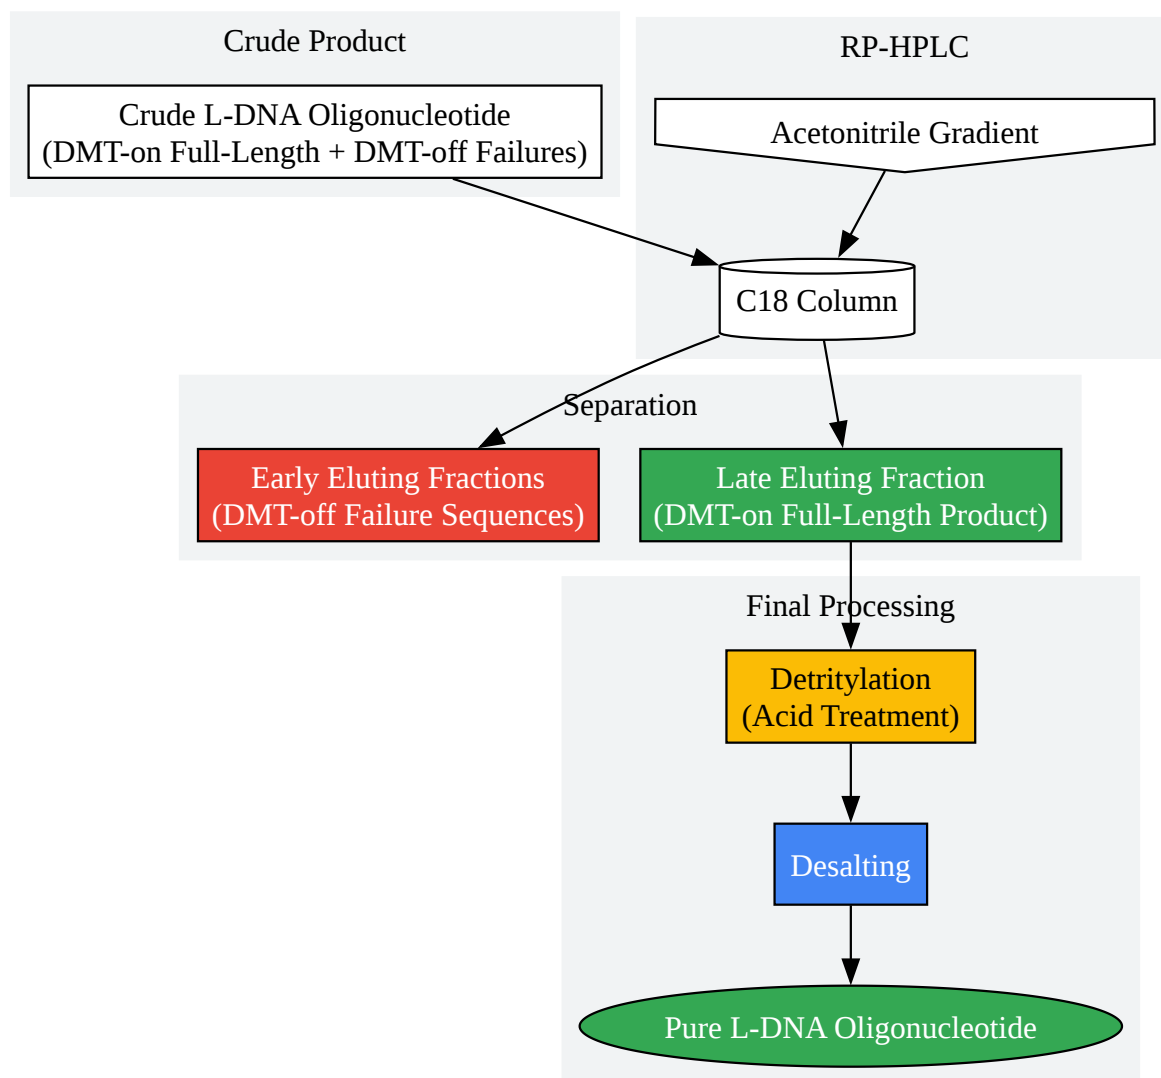 Crude Product
Crude L-DNA Oligonucleotide
(DMT-on Full-Length + DMT-off Failures)
RP-HPLC
Acetonitrile Gradient
C18 Column
Separation
Early Eluting Fractions
(DMT-off Failure Sequences)
Late Eluting Fraction
(DMT-on Full-Length Product)
Final Processing
Detritylation
(Acid Treatment)
Desalting
Pure L-DNA Oligonucleotide